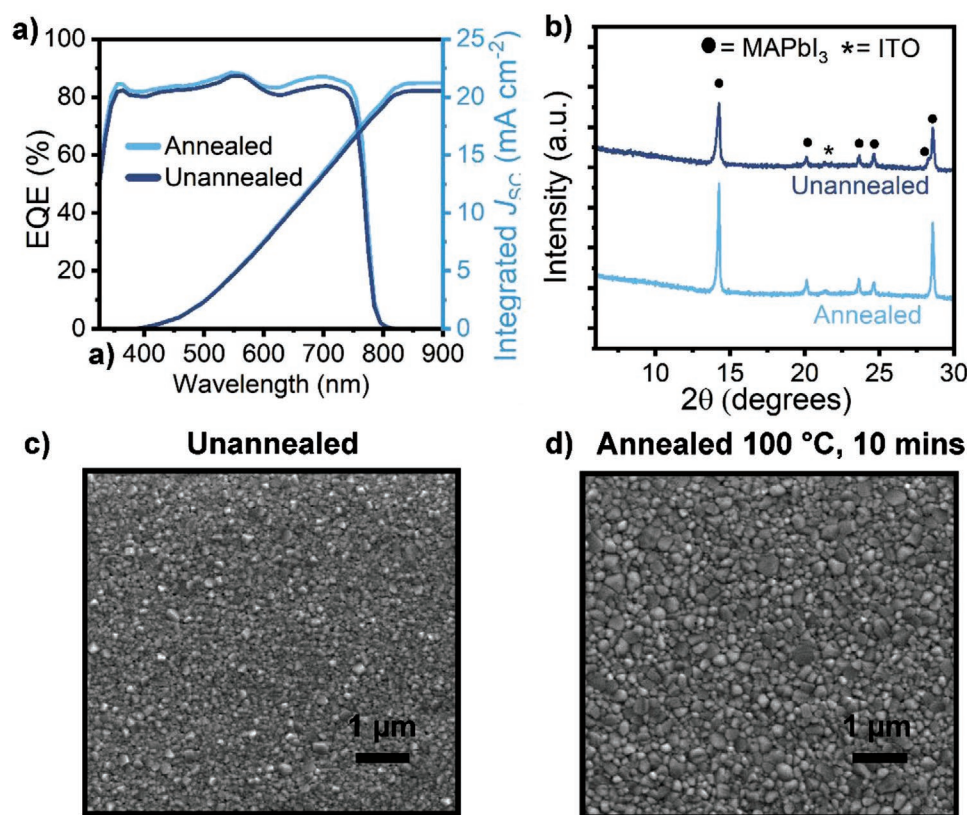 a)
100
80
60
40
20
0
EQE (%)
Annealed
Unannealed
25
20
15
10
5
0
Integrated JSC (mA cm-2)
a)
400 500 600 700 800 900
Wavelength (nm)
b)
● = MAPbI3 *= ITO
Intensity (a.u.)
*
Unannealed
Annealed
10 15 20 25 30
2θ (degrees)
c)
Unannealed
1 µm
d)
Annealed 100 °C, 10 mins
1 µm